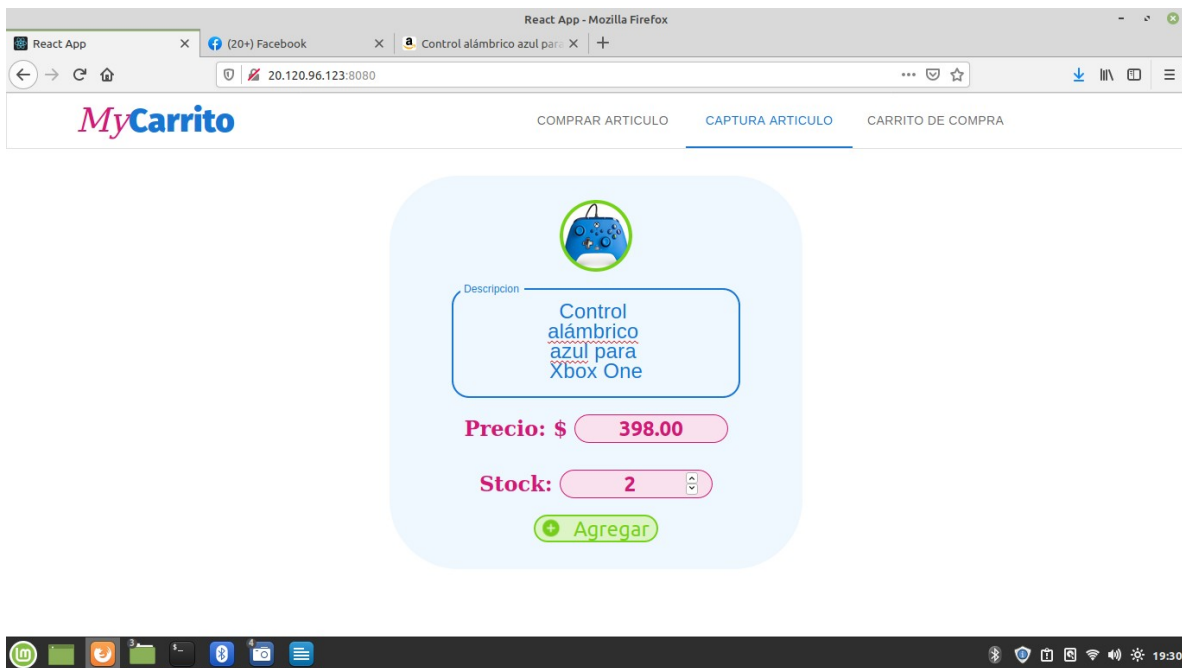 React App - Mozilla Firefox
React App
(20+) Facebook
Control alámbrico azul para
20.120.96.123:8080
MyCarrito
COMPRAR ARTICULO
CAPTURA ARTICULO
CARRITO DE COMPRA
Descripcion
Control
alámbrico
azul para
Xbox One
Precio: $ 398.00
Stock: 2
Agregar
3
4
19:30